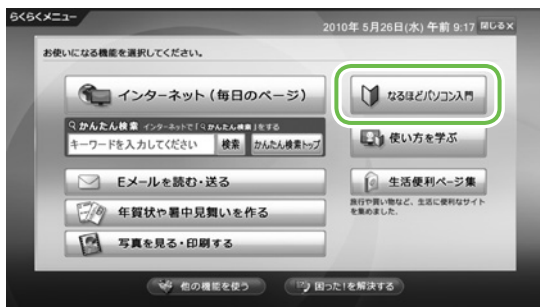 らくらくメニュー
2010年 5月26日(水) 午前 9:17 閉じる×
お使いになる機能を選択してください。
インターネット(毎日のページ)
なるほどパソコン入門
かんたん検索 インターネットで「かんたん検索」をする
キーワードを入力してください 検索 かんたん検索トップ
使い方を学ぶ
Eメールを読む・送る
生活便利ページ集
旅行や買い物など、生活に便利なサイト
を集めました。
年賀状や暑中見舞いを作る
写真を見る・印刷する
他の機能を使う 困った!を解決する